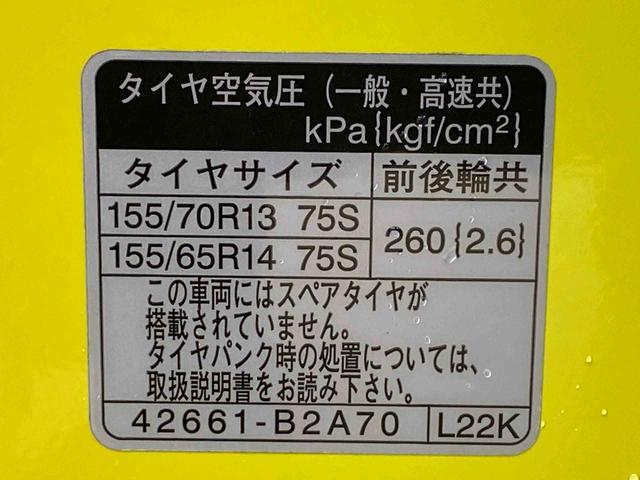 タイヤ空気圧（一般・高速共）
kPa{kgf/cm²}
タイヤサイズ 前後輪共
155/70R13 75S
155/65R14 75S
260{2.6}
この車両にはスペアタイヤが
搭載されていません。
タイヤパンク時の処置については、
取扱説明書をお読み下さい。
42661-B2A70 L22K